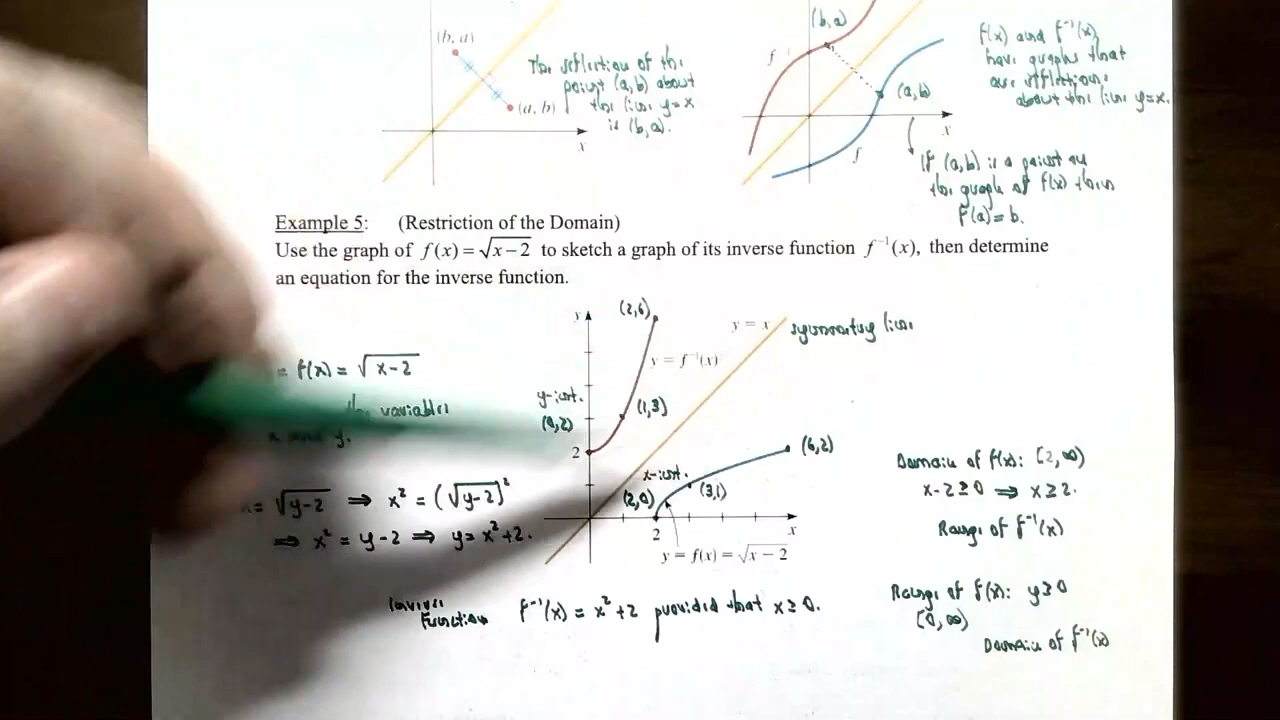 (b, a)
(a, b)
x
The reflection of the
point (a, b) about
the line y=x
is (b, a).
(b, a)
f⁻¹
(a, b)
x
f
f(x) and f⁻¹(x)
have graphs that
are reflections
about the line y=x.
If (a, b) is a point on
the graph of f(x) then
f(a)=b.
Example 5: (Restriction of the Domain)
Use the graph of f(x)=√x−2 to sketch a graph of its inverse function f⁻¹(x), then determine
an equation for the inverse function.
= f(x) = √x-2
the variables
y.
= √y-2 ⇒ x² = (√y-2)²
⇒ x² = y-2 ⇒ y= x²+2.
y
(2,6)
y = x
symmetry line
y = f⁻¹(x)
y-int.
(0,2)
(1,3)
2
(6,2)
x-int.
(2,0)
(3,1)
2
x
y = f(x) = √x − 2
Domain of f(x): [2, ∞)
x-2≥0 ⇒ x≥2.
Range of f⁻¹(x)
Range of f(x): y≥0
[0, ∞)
Domain of f⁻¹(x)
Inverse
Function f⁻¹(x) = x²+2 provided that x≥0.